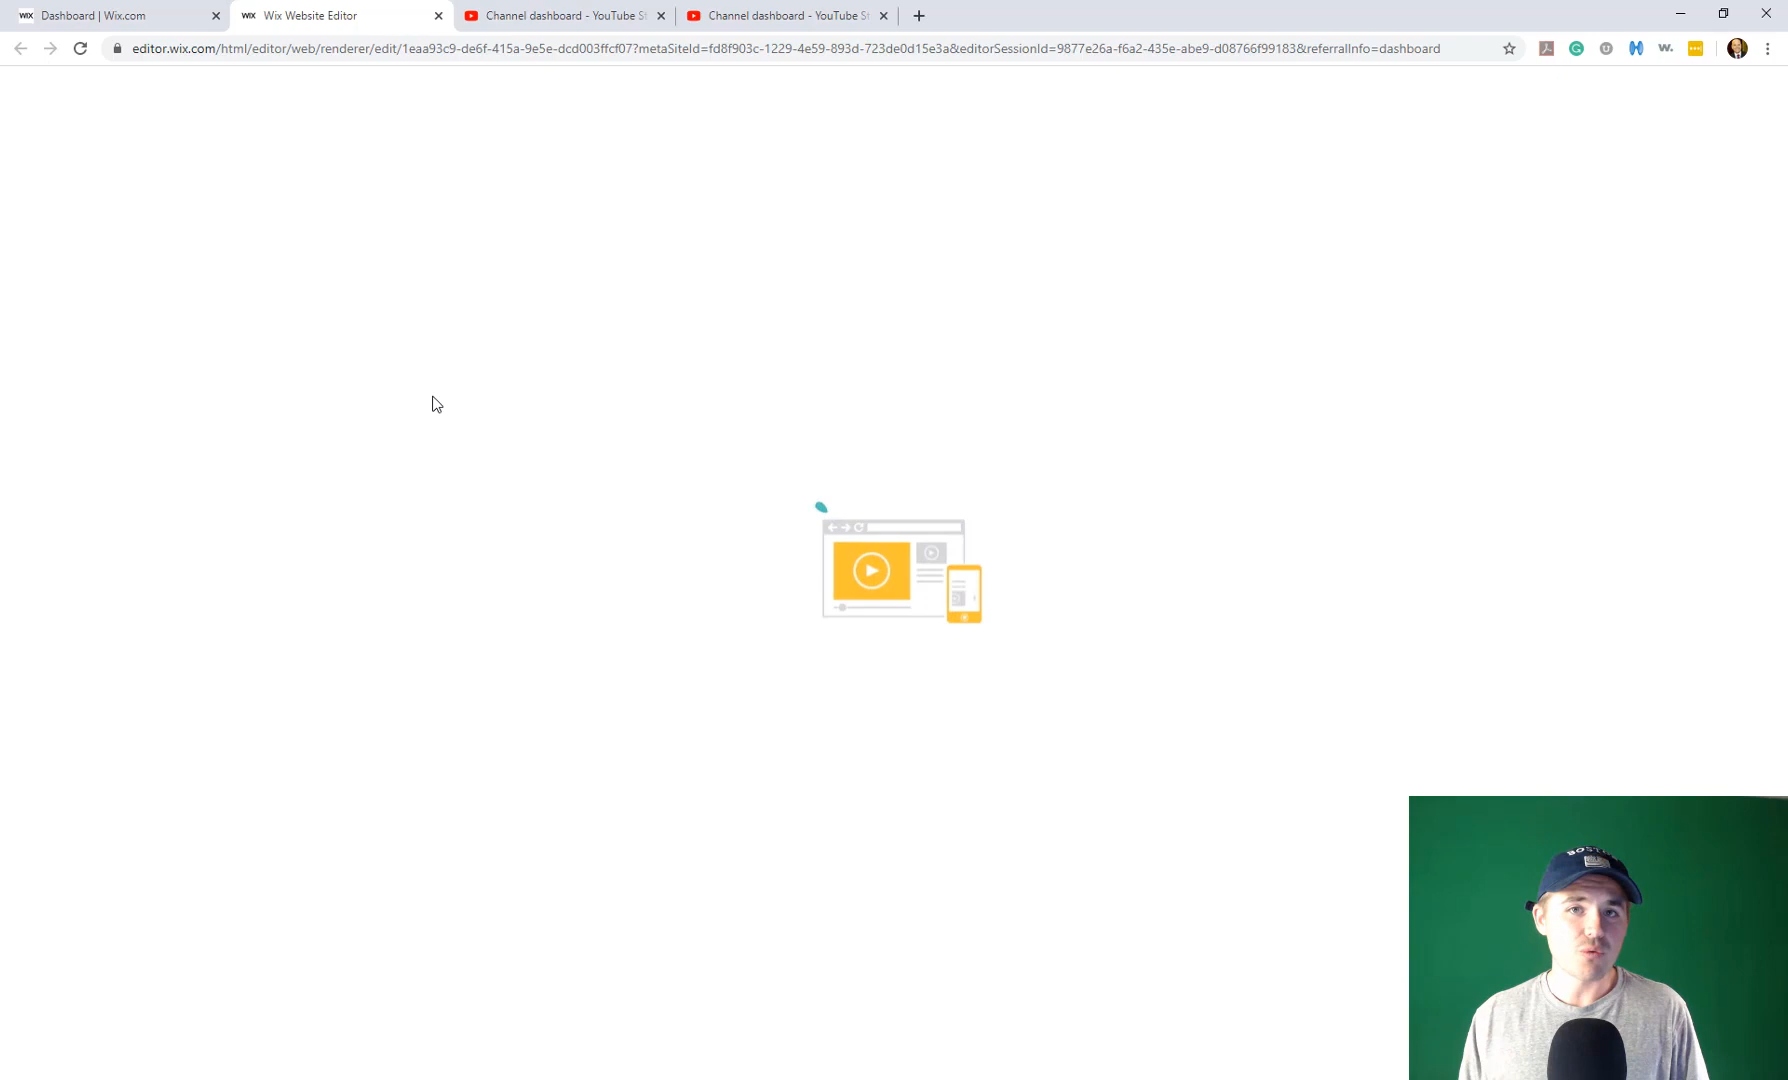 WIX Dashboard | Wix.com
WIX Wix Website Editor
Channel dashboard - YouTube St
Channel dashboard - YouTube St
editor.wix.com/html/editor/web/renderer/edit/1eaa93c9-de6f-415a-9e5e-dcd003ffcf07?metaSiteId=fd8f903c-1229-4e59-893d-723de0d15e3a&editorSessionId=9877e26a-f6a2-435e-abe9-d08766f99183&referralInfo=dashboard